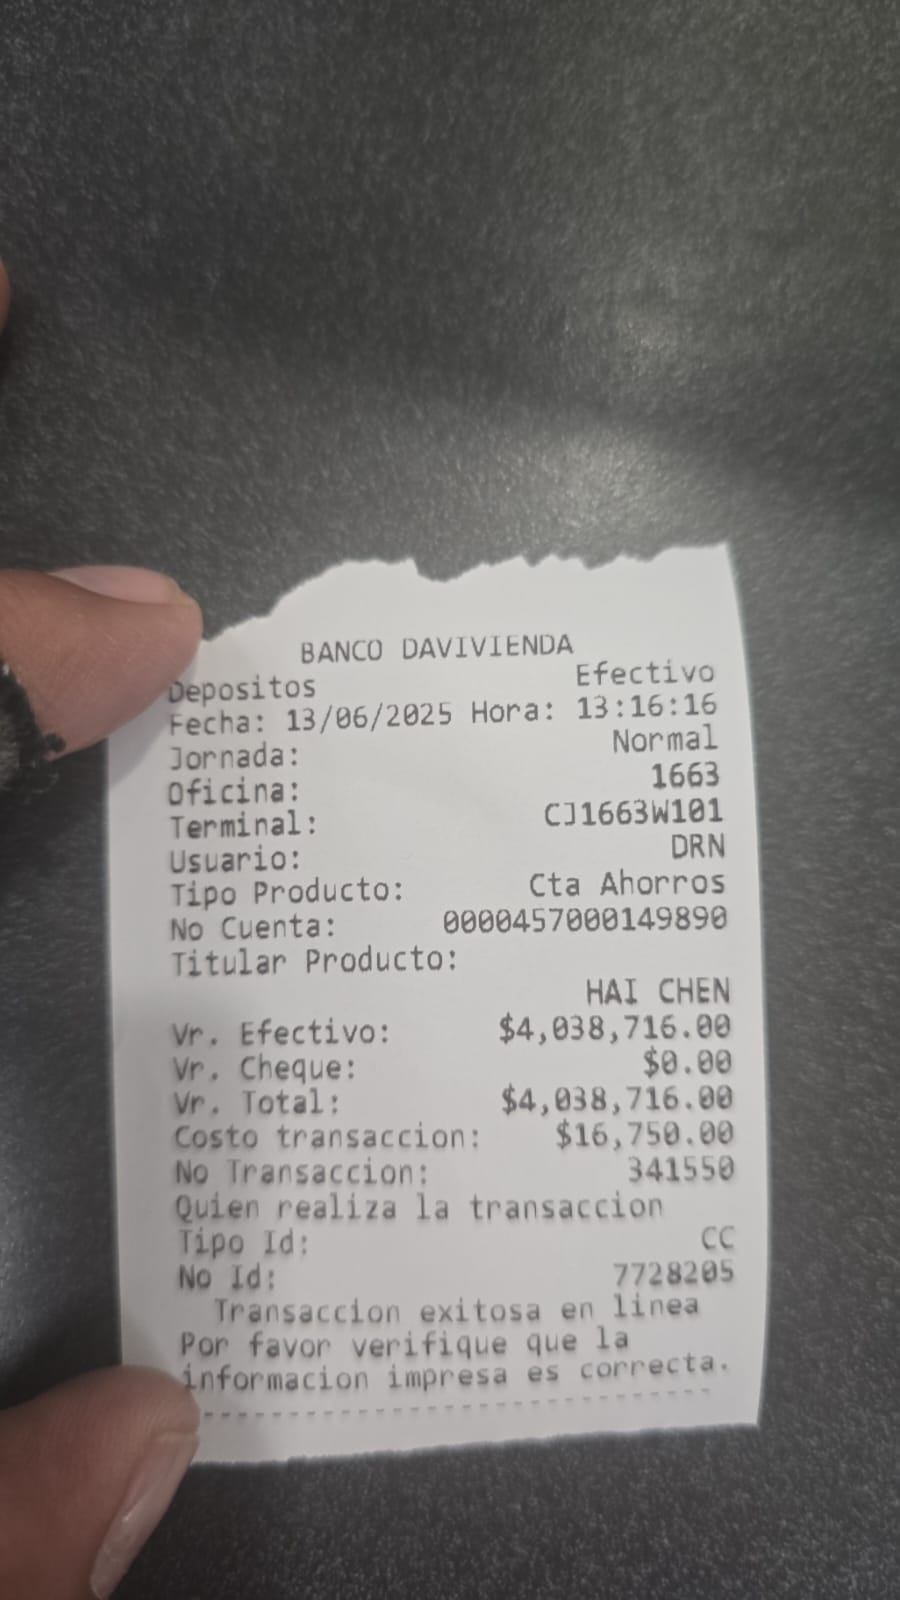 BANCO DAVIVIENDA
Depositos Efectivo
Fecha: 13/06/2025 Hora: 13:16:16
Jornada: Normal
Oficina: 1663
Terminal: CJ1663W101
Usuario: DRN
Tipo Producto: Cta Ahorros
No Cuenta: 0000457000149890
Titular Producto:
HAI CHEN
Vr. Efectivo: $4,038,716.00
Vr. Cheque: $0.00
Vr. Total: $4,038,716.00
Costo transaccion: $16,750.00
No Transaccion: 341550
Quien realiza la transaccion
Tipo Id: CC
No Id: 7728205
Transaccion exitosa en linea
Por favor verifique que la
informacion impresa es correcta.